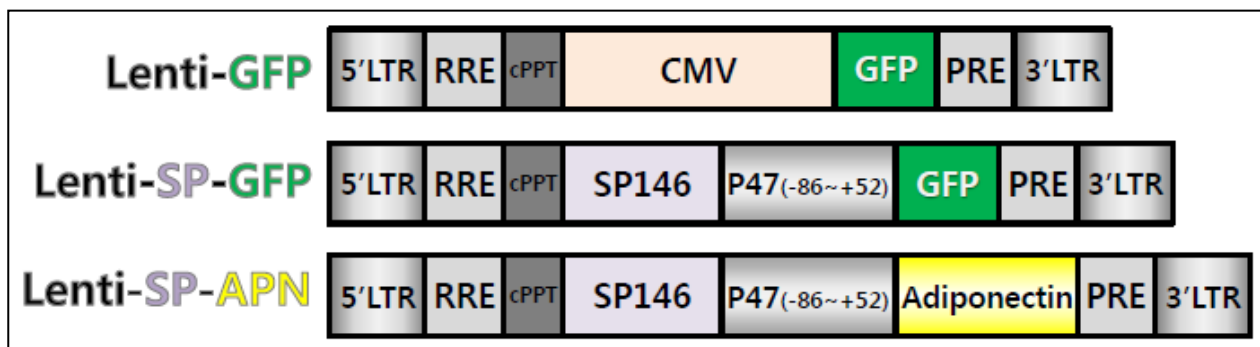 Lenti-GFP 5'LTR RRE cPPT CMV GFP PRE 3'LTR
Lenti-SP-GFP 5'LTR RRE cPPT SP146 P47(-86~+52) GFP PRE 3'LTR
Lenti-SP-APN 5'LTR RRE cPPT SP146 P47(-86~+52) Adiponectin PRE 3'LTR